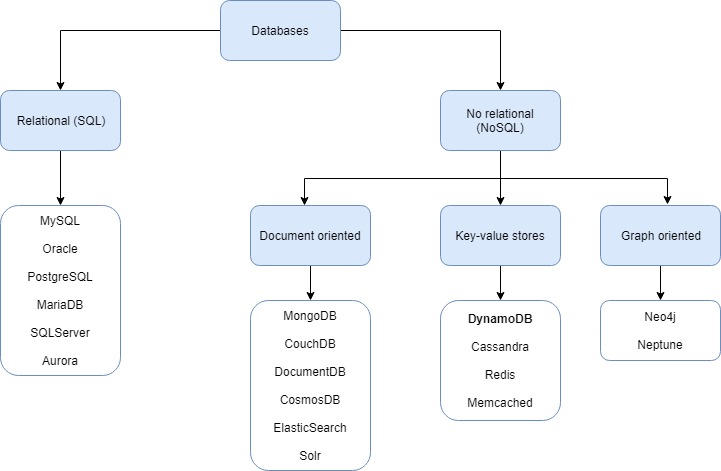 Databases
Relational (SQL)
No relational
(NoSQL)
MySQL
Oracle
PostgreSQL
MariaDB
SQLServer
Aurora
Document oriented
Key-value stores
Graph oriented
MongoDB
CouchDB
DocumentDB
CosmosDB
ElasticSearch
Solr
DynamoDB
Cassandra
Redis
Memcached
Neo4j
Neptune